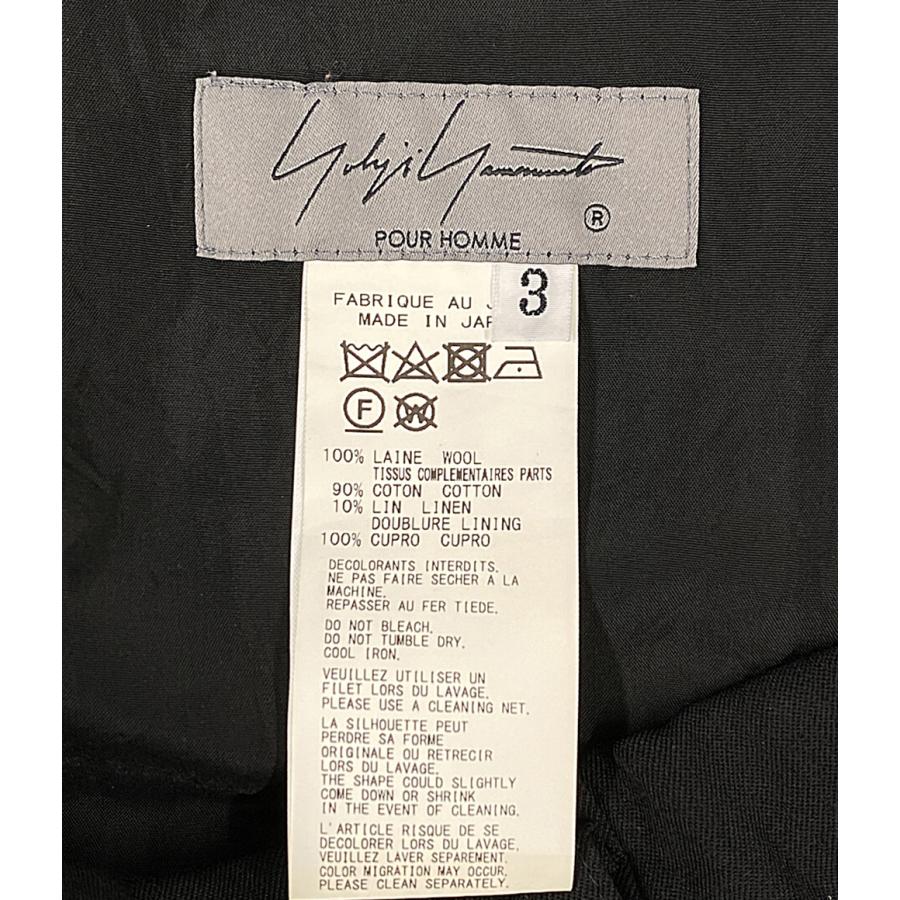 Yohji Yamamoto
®
POUR HOMME
3
FABRIQUE AU
MADE IN
F
W
100% LAINE WOOL
TISSUS COMPLEMENTAIRES PARTS
90% COTON COTTON
10% LIN LINEN
DOUBLURE LINING
100% CUPRO CUPRO
DECOLORANTS INTERDITS.
NE PAS FAIRE SECHER A LA
MACHINE.
REPASSER AU FER TIEDE.
DO NOT BLEACH.
DO NOT TUMBLE DRY.
COOL IRON.
VEUILLEZ UTILISER UN
FILET LORS DU LAVAGE.
PLEASE USE A CLEANING NET.
LA SILHOUETTE PEUT
PERDRE SA FORME
ORIGINALE OU RETRECIR
LORS DU LAVAGE.
THE SHAPE COULD SLIGHTLY
COME DOWN OR SHRINK
IN THE EVENT OF CLEANING.
L'ARTICLE RISQUE DE SE
DECOLORER LORS DU LAVAGE.
VEUILLEZ LAVER SEPAREMENT.
COLOR MIGRATION MAY OCCUR.
PLEASE CLEAN SEPARATELY.